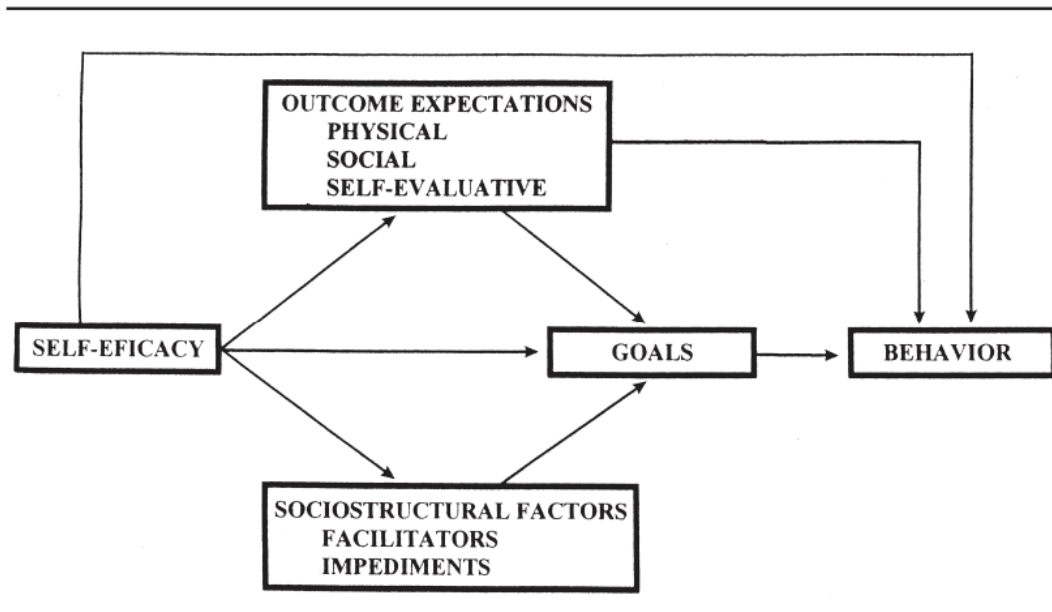 OUTCOME EXPECTATIONS
PHYSICAL
SOCIAL
SELF-EVALUATIVE
SELF-EFICACY
GOALS
BEHAVIOR
SOCIOSTRUCTURAL FACTORS
FACILITATORS
IMPEDIMENTS